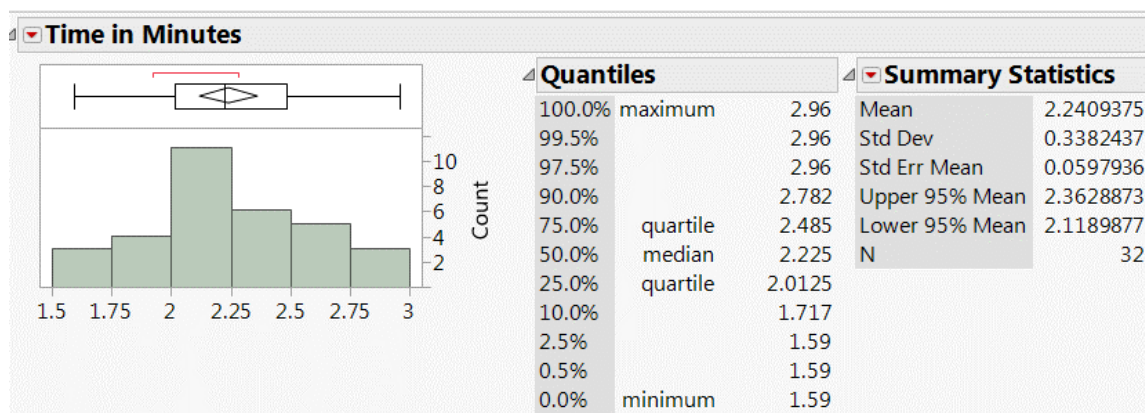 Time in Minutes
10
8
6
4
2
Count
1.5 1.75 2 2.25 2.5 2.75 3
Quantiles
100.0% maximum 2.96
99.5% 2.96
97.5% 2.96
90.0% 2.782
75.0% quartile 2.485
50.0% median 2.225
25.0% quartile 2.0125
10.0% 1.717
2.5% 1.59
0.5% 1.59
0.0% minimum 1.59
Summary Statistics
Mean 2.2409375
Std Dev 0.3382437
Std Err Mean 0.0597936
Upper 95% Mean 2.3628873
Lower 95% Mean 2.1189877
N 32